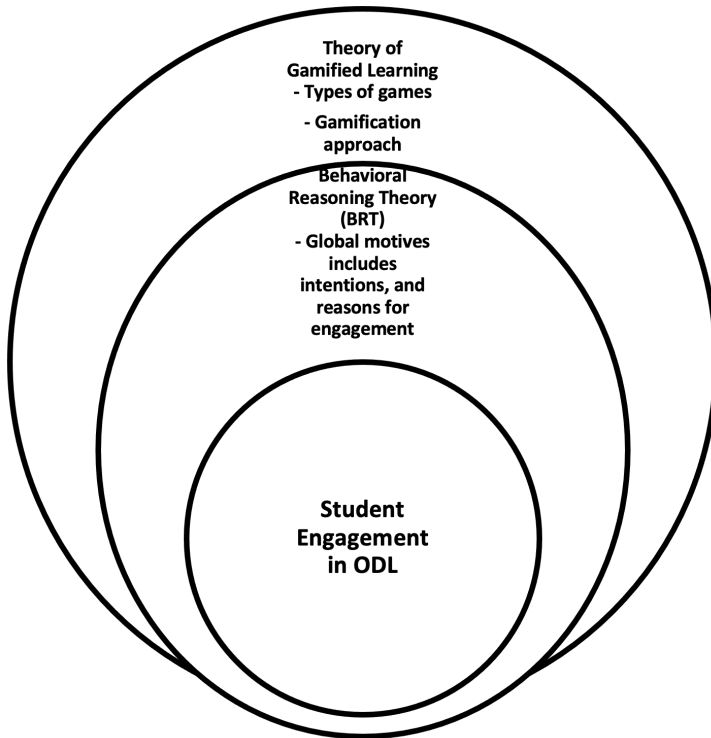 Theory of
Gamified Learning
- Types of games
- Gamification
approach
Behavioral
Reasoning Theory
(BRT)
- Global motives
includes
intentions, and
reasons for
engagement
Student
Engagement
in ODL